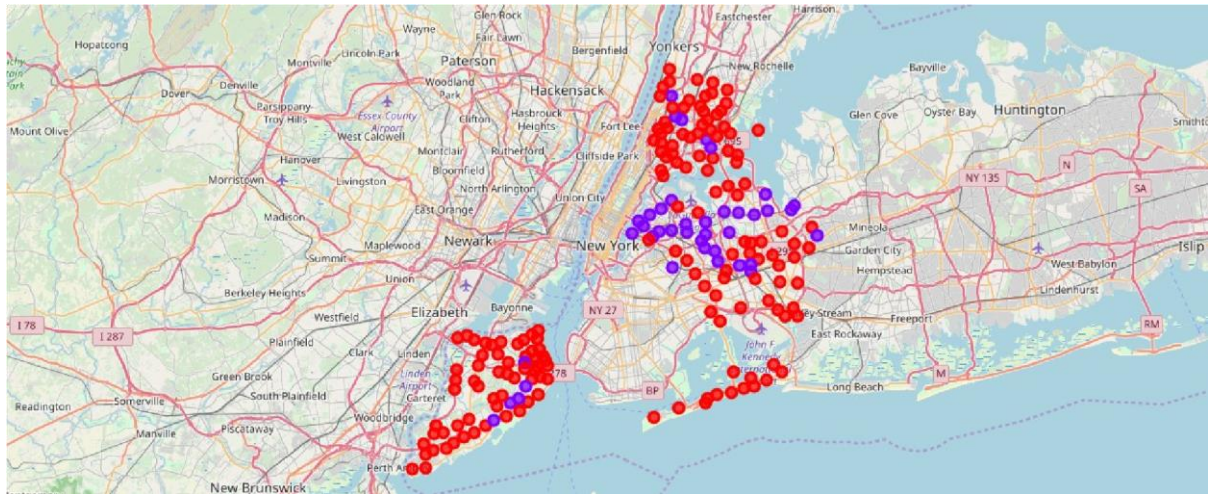 Glen Rock
Eastchester
Harrison
Hopatcong
Montville
Wayne
Fair Lawn
Yonkers
Lincoln Park
Bergenfield
Paterson
New Rochelle
Bayville
Denville
Woodland
Park
Dover
Hackensack
Parsippany-
Troy Hills
Clifton
Hasbrouck
Heights
Huntington
Glen Cove
Oyster Bay
Essex County
Airport
Fort Lee
Mount Olive
West Caldwell
Rutherford
Cliffside Park
Hanover
Montclair
N
Bloomfield
NY 135
Morristown
Livingston
North Arlington
SA
Union City
Madison
East Orange
Mineola
Maplewood
Newark
New York
Garden City
Islip
Summit
West Babylon
Union
Hempstead
Berkeley Heights
Lindenhurst
Elizabeth
Bayonne
NY 27
Freeport
I 78
I 287
Westfield
East Rockaway
RM
Plainfield
Clark
Linden
John F
Green Brook
Linden
Airport
BP
M
Long Beach
South Plainfield
Carteret
Readington
Somerville
Woodbridge
Manville
Piscataway
New Brunswick